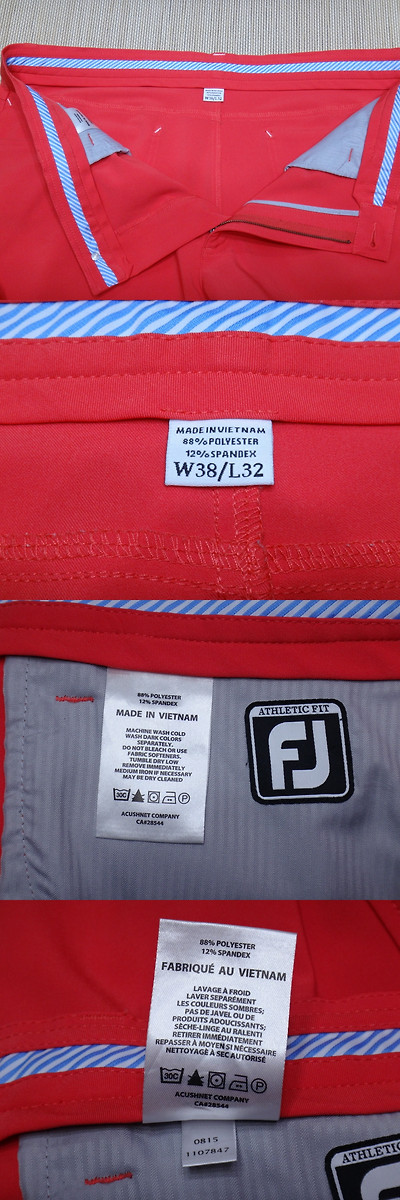 W38/L32
MADE IN VIETNAM
88% POLYESTER
12% SPANDEX
W38/L32
88% POLYESTER
12% SPANDEX
MADE IN VIETNAM
MACHINE WASH COLD
WASH DARK COLORS
SEPARATELY.
DO NOT BLEACH OR USE
FABRIC SOFTENERS.
TUMBLE DRY LOW
REMOVE IMMEDIATELY
MEDIUM IRON IF NECESSARY
MAY BE DRY CLEANED
30C
P
ACUSHNET COMPANY
CA#28544
ATHLETIC FIT
FJ
88% POLYESTER
12% SPANDEX
FABRIQUÉ AU VIETNAM
LAVAGE À FROID
LAVER SEPARÉMENT
LES COULEURS SOMBRES;
PAS DE JAVEL OU DE
PRODUITS ADOUCISSANTS;
SÈCHE-LINGE AU RALENTI
RETIRER IMMÉDIATEMENT
REPASSER À MOYEN SI NÉCESSAIRE
NETTOYAGE À SEC AUTORISÉ
30C
P
ACUSHNET COMPANY
CA#28544
0815
1107847
ATHLETIC